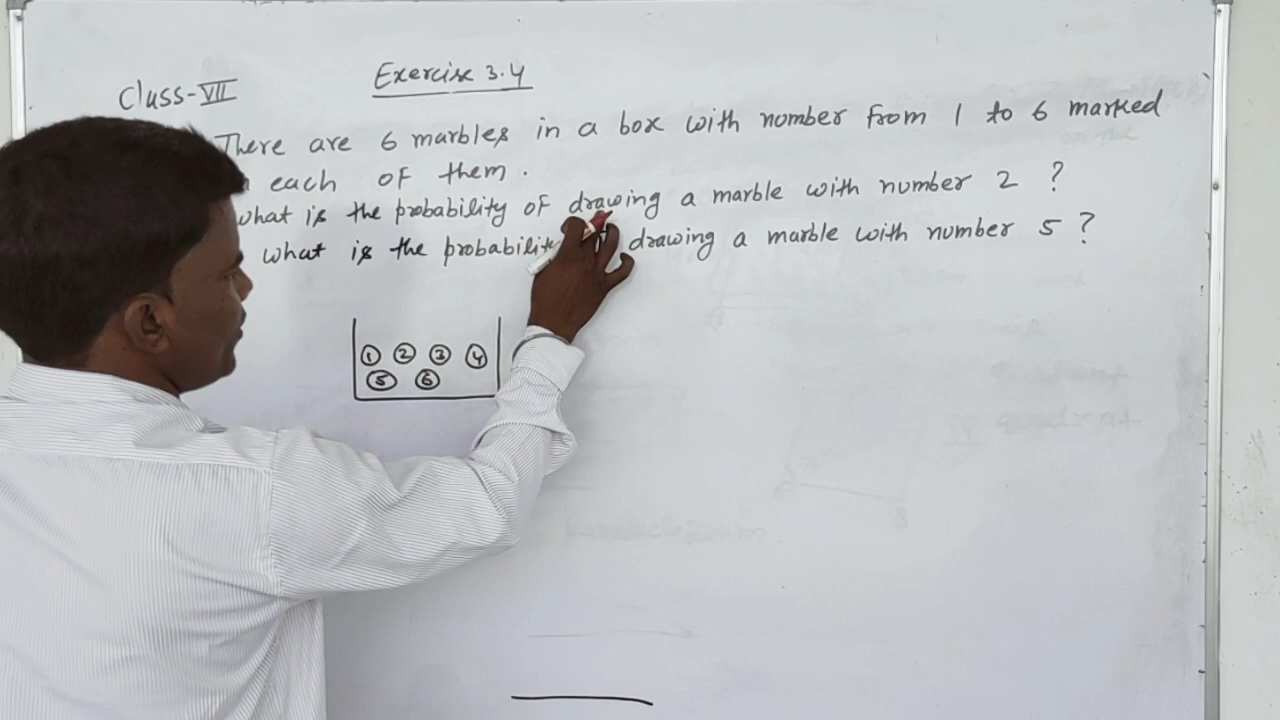 Class-VII
Exercise 3.4
There are 6 marbles in a box with number from 1 to 6 marked
each of them.
what is the probability of drawing a marble with number 2 ?
what is the drawing a marble with number 5 ?
1 2 3 4
5 6